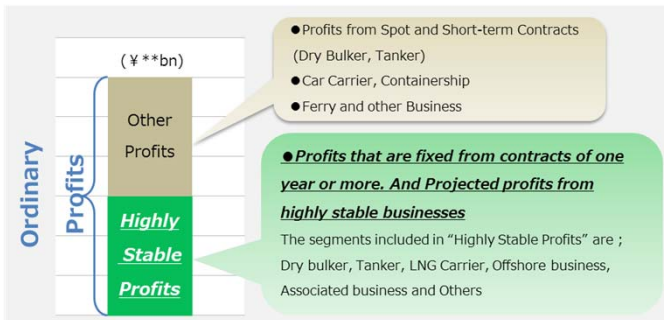 (¥**bn)
Ordinary
Profits
Other
Profits
Highly
Stable
Profits
●Profits from Spot and Short-term Contracts
(Dry Bulker, Tanker)
●Car Carrier, Containership
●Ferry and other Business
●Profits that are fixed from contracts of one
year or more. And Projected profits from
highly stable businesses
The segments included in “Highly Stable Profits” are ;
Dry bulker, Tanker, LNG Carrier, Offshore business,
Associated business and Others